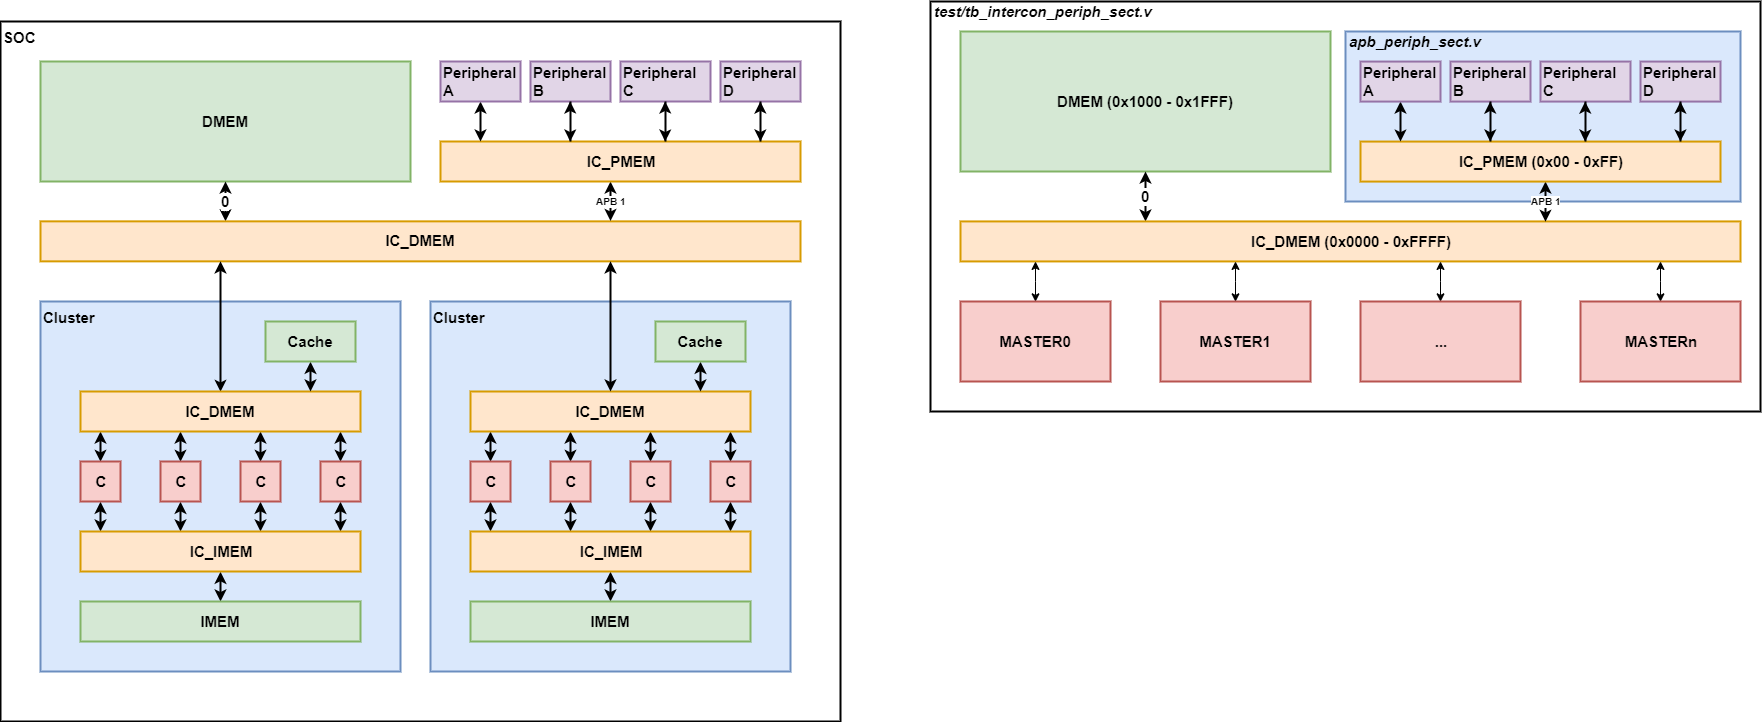 SOC
DMEM
Peripheral
A
Peripheral
B
Peripheral
C
Peripheral
D
IC_PMEM
0
APB 1
IC_DMEM
Cluster
Cache
IC_DMEM
C
C
C
C
IC_IMEM
IMEM
Cluster
Cache
IC_DMEM
C
C
C
C
IC_IMEM
IMEM
test/tb_intercon_periph_sect.v
DMEM (0x1000 - 0x1FFF)
apb_periph_sect.v
Peripheral
A
Peripheral
B
Peripheral
C
Peripheral
D
IC_PMEM (0x00 - 0xFF)
0
APB 1
IC_DMEM (0x0000 - 0xFFFF)
MASTER0
MASTER1
...
MASTERn